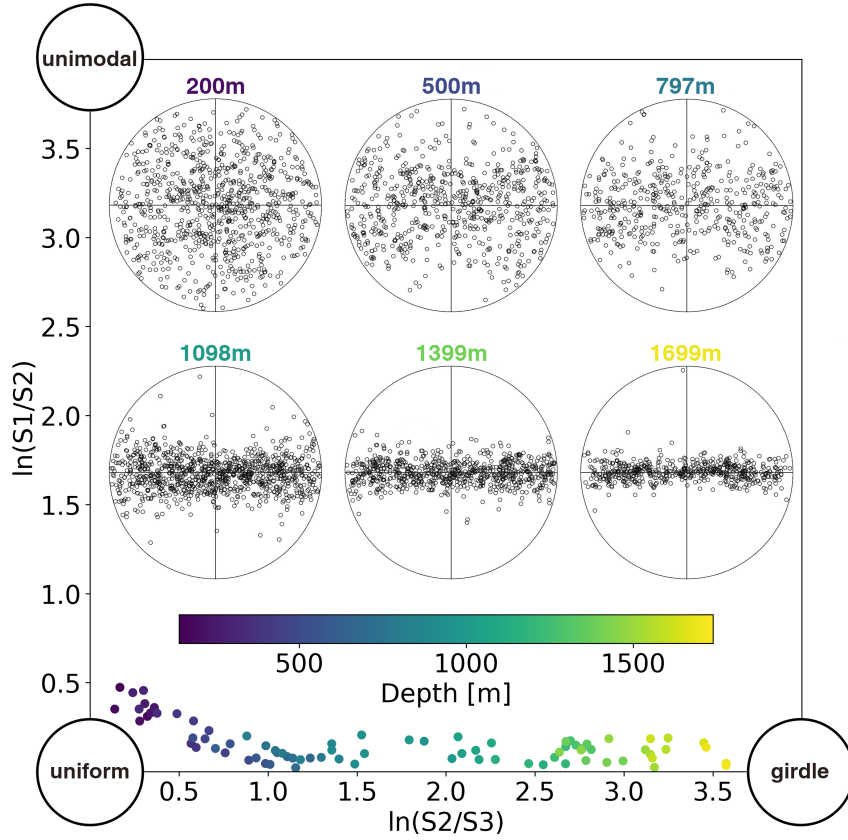 unimodal
200m 500m 797m
3.5
3.0
2.5
1098m 1399m 1699m
2.0
ln(S1/S2)
1.5
1.0
500 1000 1500
Depth [m]
0.5
uniform girdle
0.5 1.0 1.5 2.0 2.5 3.0 3.5
ln(S2/S3)